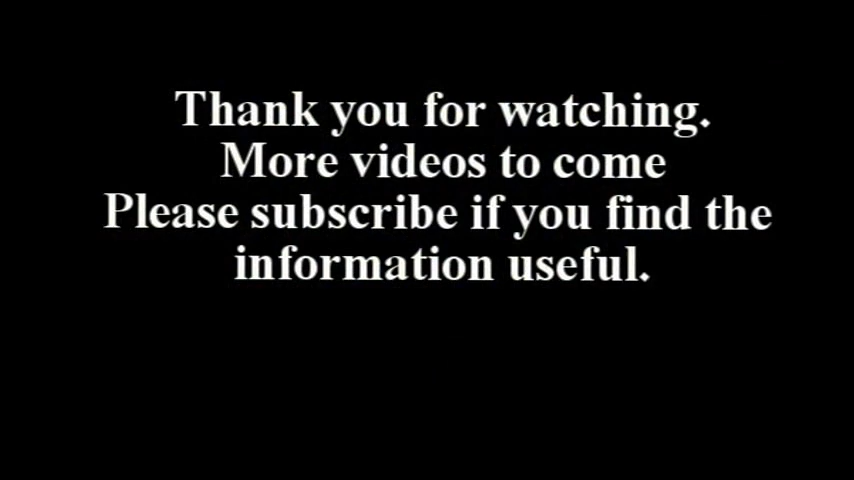 Thank you for watching.
More videos to come
Please subscribe if you find the
information useful.